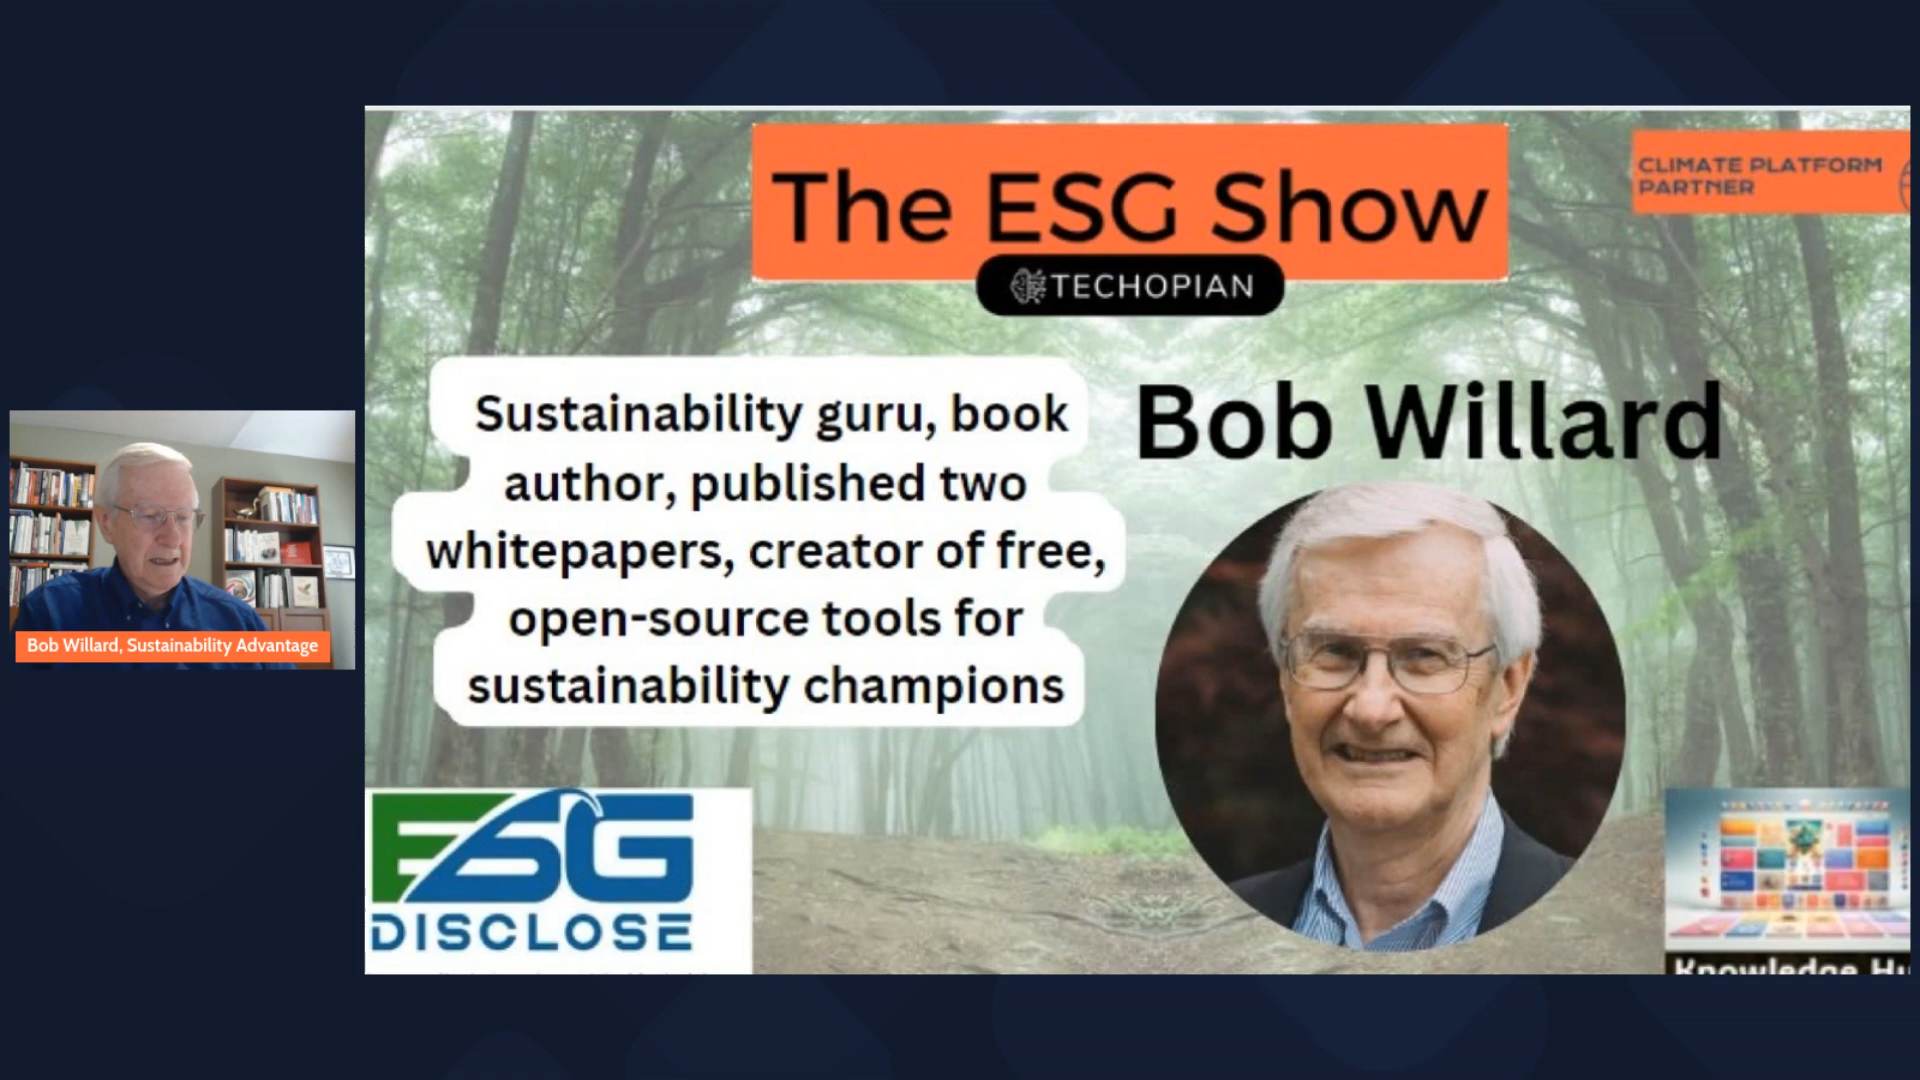 The ESG Show
TECHOPIAN
CLIMATE PLATFORM
PARTNER
Sustainability guru, book
author, published two
whitepapers, creator of free,
open-source tools for
sustainability champions
Bob Willard
Bob Willard, Sustainability Advantage
ESG
DISCLOSE
Knowledge